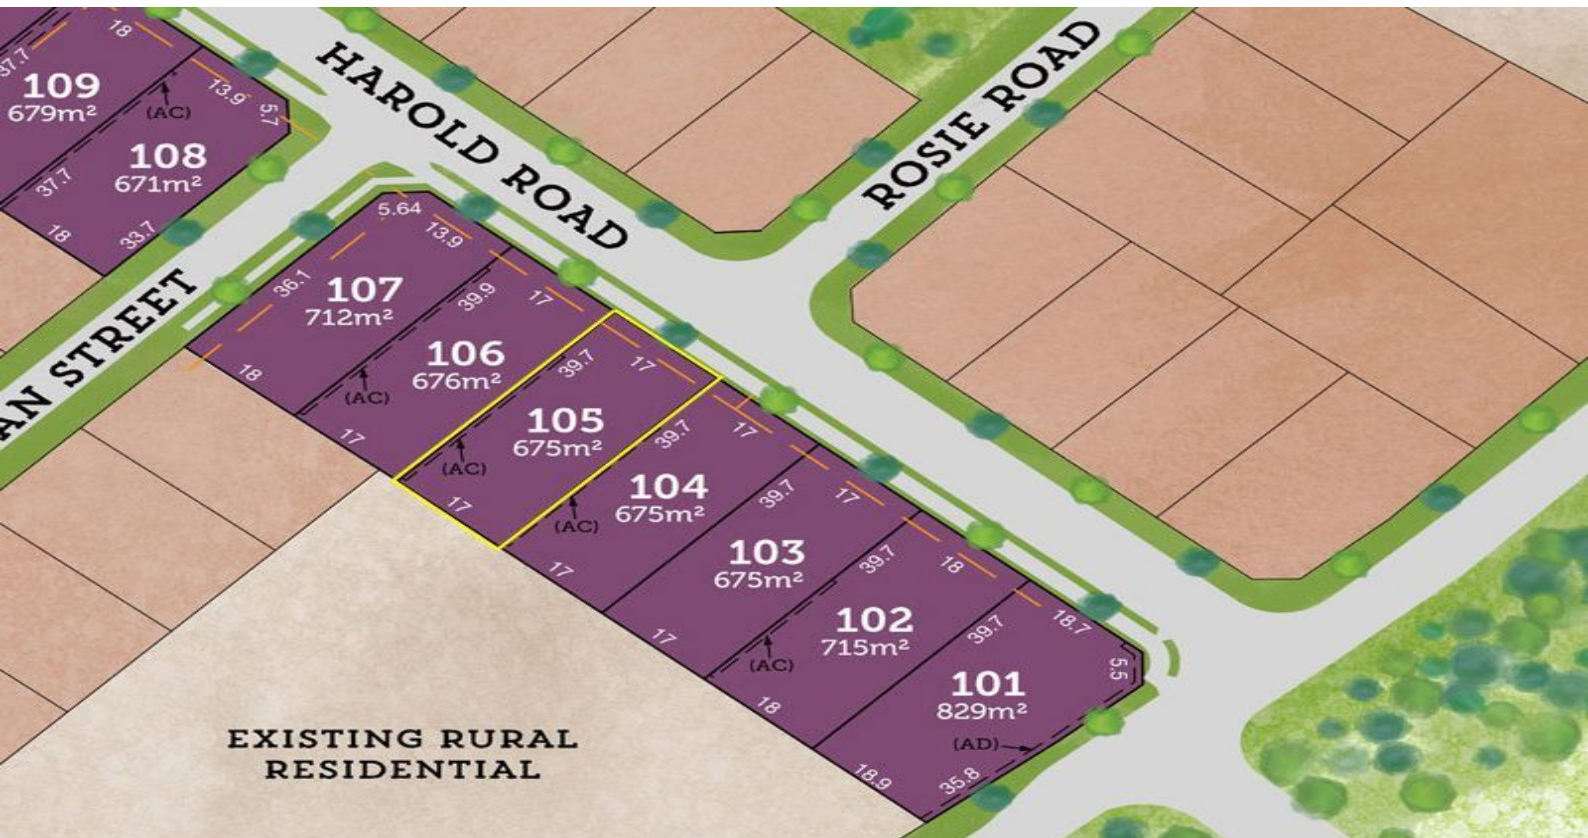 18
37.7
109
679m²
(AC)
13.9
5.7
108
671m²
37.7
18
33.7
HAROLD ROAD
ROSIE ROAD
AN STREET
5.64
13.9
36.1
107
712m²
18
39.9
17
106
676m²
(AC)
17
39.7
17
105
675m²
(AC)
17
39.7
17
104
675m²
(AC)
17
39.7
17
103
675m²
17
39.7
18
102
715m²
(AC)
18
39.7
18.7
5.5
101
829m²
(AD)
35.8
18.9
EXISTING RURAL
RESIDENTIAL